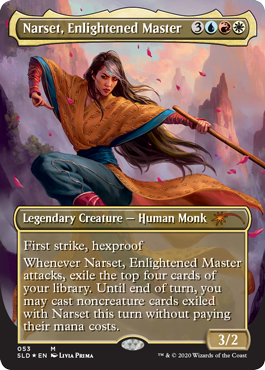 Narset, Enlightened Master 3
Legendary Creature — Human Monk
First strike, hexproof
Whenever Narset, Enlightened Master
attacks, exile the top four cards of
your library. Until end of turn, you
may cast noncreature cards exiled
with Narset this turn without paying
their mana costs.
3/2
053 M
SLD ★ EN LIVIA PRIMA
™ & © 2020 Wizards of the Coast